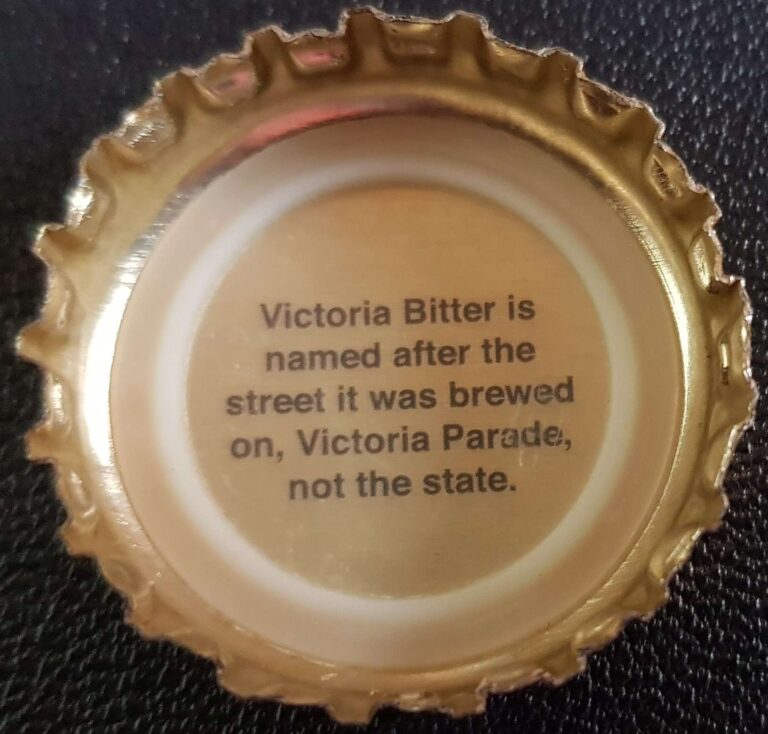 Victoria Bitter is
named after the
street it was brewed
on, Victoria Parade,
not the state.